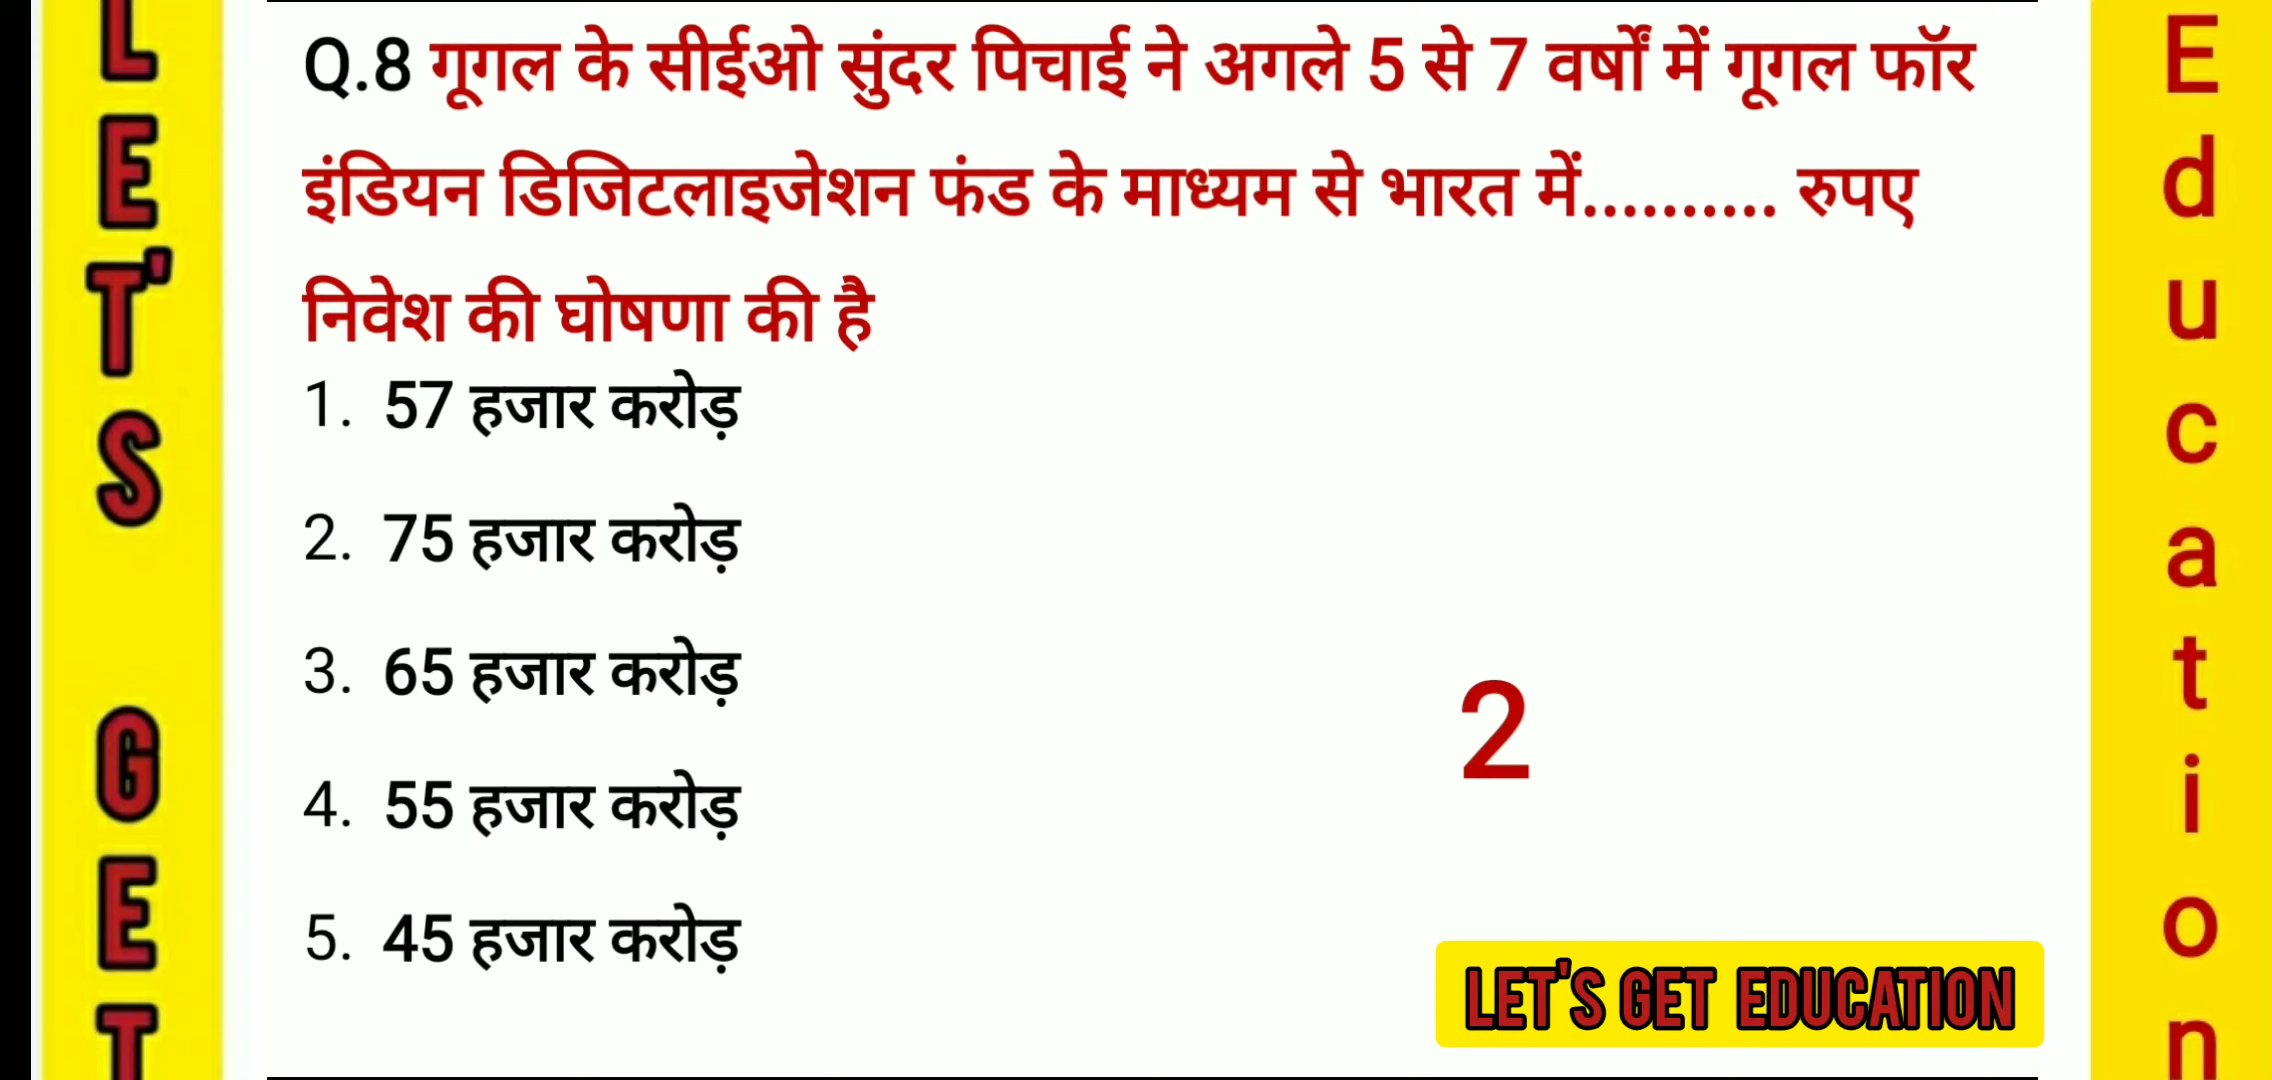 LET'S GET
Q.8 गूगल के सीईओ सुंदर पिचाई ने अगले 5 से 7 वर्षों में गूगल फॉर
इंडियन डिजिटलाइजेशन फंड के माध्यम से भारत में.......... रुपए
निवेश की घोषणा की है
1. 57 हजार करोड़
2. 75 हजार करोड़
3. 65 हजार करोड़
4. 55 हजार करोड़
5. 45 हजार करोड़
2
LET'S GET EDUCATION
Education